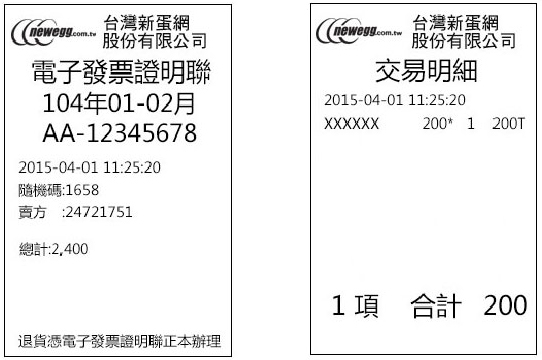 newegg.com.tw
台灣新蛋網
股份有限公司
電子發票證明聯
104年01-02月
AA-12345678
2015-04-01 11:25:20
隨機碼:1658
賣方 :24721751
總計:2,400
退貨憑電子發票證明聯正本辦理
newegg.com.tw
台灣新蛋網
股份有限公司
交易明細
2015-04-01 11:25:20
XXXXXX 200* 1 200T
1 項 合計 200